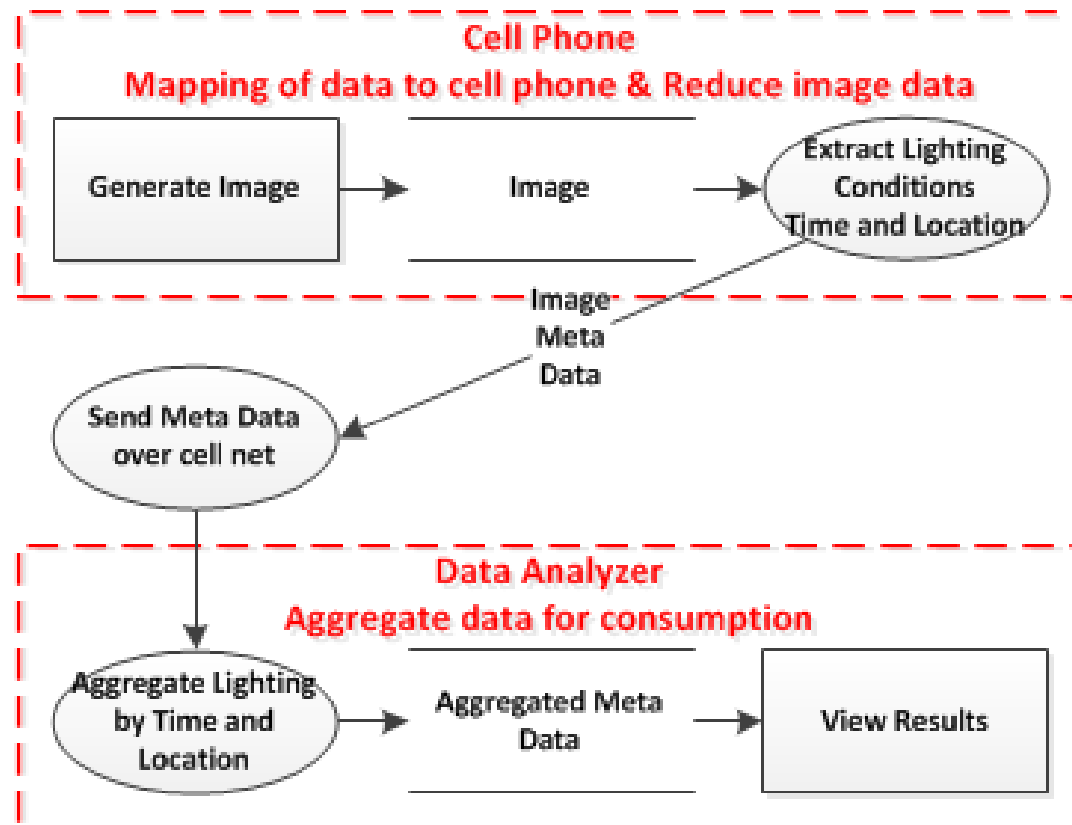 Cell Phone
Mapping of data to cell phone & Reduce image data
Generate Image
Image
Extract Lighting
Conditions
Time and Location
Image
Meta
Data
Send Meta Data
over cell net
Data Analyzer
Aggregate data for consumption
Aggregate Lighting
by Time and
Location
Aggregated Meta
Data
View Results